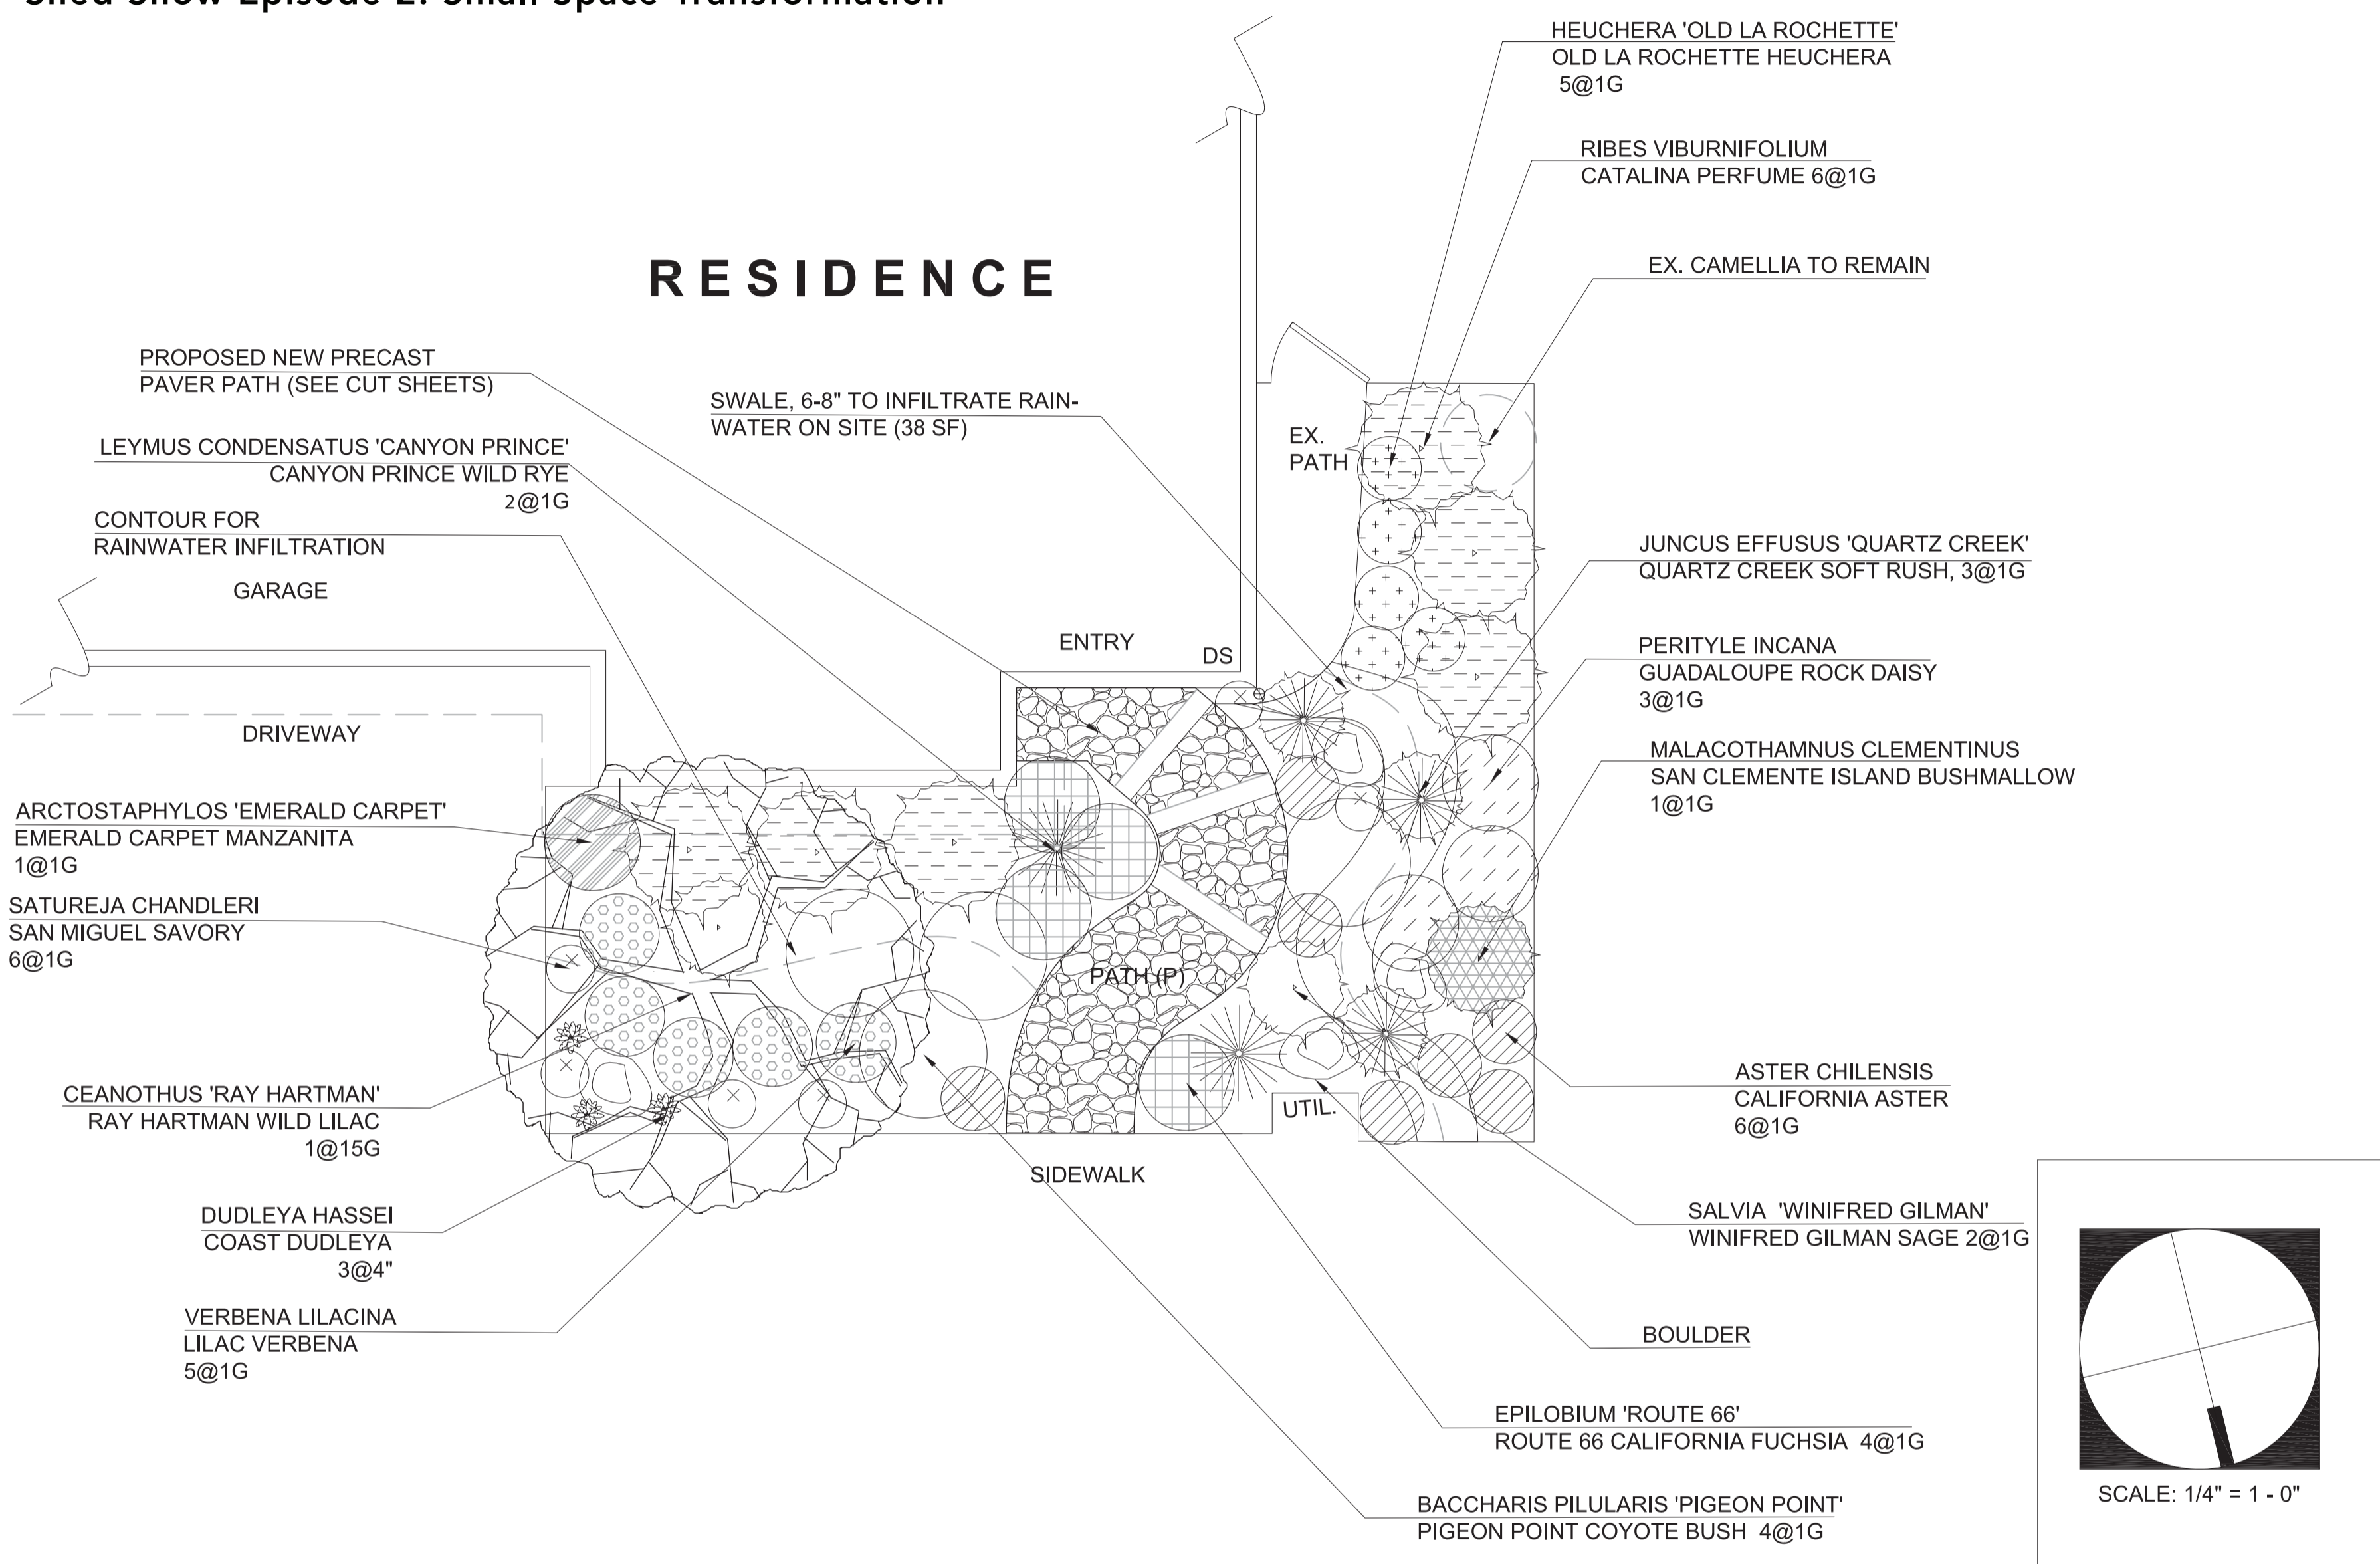 Shed Show Episode 2: Small Space Transformation
HEUCHERA 'OLD LA ROCHETTE'
OLD LA ROCHETTE HEUCHERA
5@1G
RIBES VIBURNIFOLIUM
CATALINA PERFUME 6@1G
EX. CAMELLIA TO REMAIN
RESIDENCE
PROPOSED NEW PRECAST
PAVER PATH (SEE CUT SHEETS)
SWALE, 6-8" TO INFILTRATE RAIN-
WATER ON SITE (38 SF)
EX.
PATH
LEYMUS CONDENSATUS 'CANYON PRINCE'
CANYON PRINCE WILD RYE
2@1G
CONTOUR FOR
RAINWATER INFILTRATION
GARAGE
JUNCUS EFFUSUS 'QUARTZ CREEK'
QUARTZ CREEK SOFT RUSH, 3@1G
ENTRY
DS
PERITYLE INCANA
GUADALOUPE ROCK DAISY
3@1G
DRIVEWAY
MALACOTHAMNUS CLEMENTINUS
SAN CLEMENTE ISLAND BUSHMALLOW
1@1G
ARCTOSTAPHYLOS 'EMERALD CARPET'
EMERALD CARPET MANZANITA
1@1G
SATUREJA CHANDLERI
SAN MIGUEL SAVORY
6@1G
PATH (P)
CEANOTHUS 'RAY HARTMAN'
RAY HARTMAN WILD LILAC
1@15G
UTIL.
ASTER CHILENSIS
CALIFORNIA ASTER
6@1G
SIDEWALK
DUDLEYA HASSEI
COAST DUDLEYA
3@4"
SALVIA 'WINIFRED GILMAN'
WINIFRED GILMAN SAGE 2@1G
VERBENA LILACINA
LILAC VERBENA
5@1G
BOULDER
EPILOBIUM 'ROUTE 66'
ROUTE 66 CALIFORNIA FUCHSIA 4@1G
BACCHARIS PILULARIS 'PIGEON POINT'
PIGEON POINT COYOTE BUSH 4@1G
SCALE: 1/4" = 1 - 0"